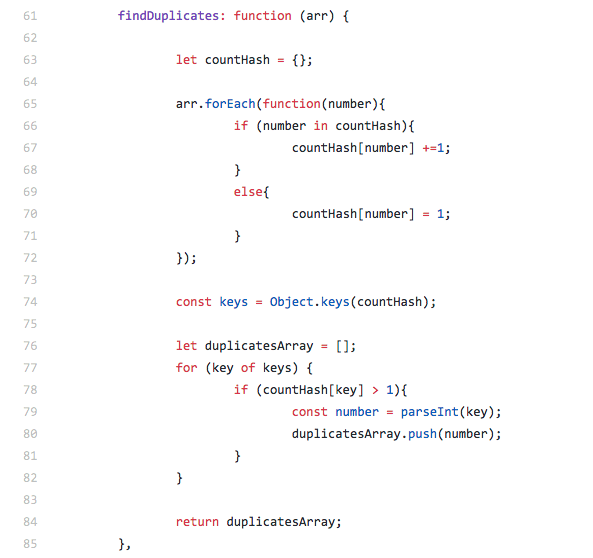 61 findDuplicates: function (arr) {
62
63 let countHash = {};
64
65 arr.forEach(function(number){
66 if (number in countHash){
67 countHash[number] +=1;
68 }
69 else{
70 countHash[number] = 1;
71 }
72 });
73
74 const keys = Object.keys(countHash);
75
76 let duplicatesArray = [];
77 for (key of keys) {
78 if (countHash[key] > 1){
79 const number = parseInt(key);
80 duplicatesArray.push(number);
81 }
82 }
83
84 return duplicatesArray;
85 },